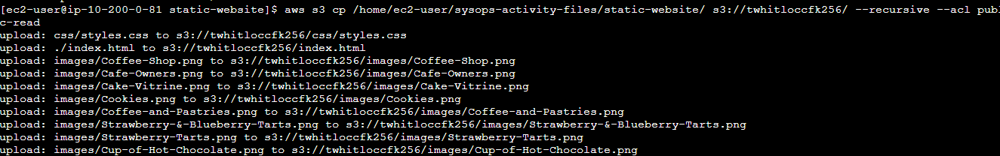 [ec2-user@ip-10-200-0-81 static-website]$ aws s3 cp /home/ec2-user/sysops-activity-files/static-website/ s3://twhitloccfk256/ --recursive --acl publ
c-read
upload: css/styles.css to s3://twhitloccfk256/css/styles.css
upload: ./index.html to s3://twhitloccfk256/index.html
upload: images/Coffee-Shop.png to s3://twhitloccfk256/images/Coffee-Shop.png
upload: images/Cafe-Owners.png to s3://twhitloccfk256/images/Cafe-Owners.png
upload: images/Cake-Vitrine.png to s3://twhitloccfk256/images/Cake-Vitrine.png
upload: images/Cookies.png to s3://twhitloccfk256/images/Cookies.png
upload: images/Coffee-and-Pastries.png to s3://twhitloccfk256/images/Coffee-and-Pastries.png
upload: images/Strawberry-&-Blueberry-Tarts.png to s3://twhitloccfk256/images/Strawberry-&-Blueberry-Tarts.png
upload: images/Strawberry-Tarts.png to s3://twhitloccfk256/images/Strawberry-Tarts.png
upload: images/Cup-of-Hot-Chocolate.png to s3://twhitloccfk256/images/Cup-of-Hot-Chocolate.png